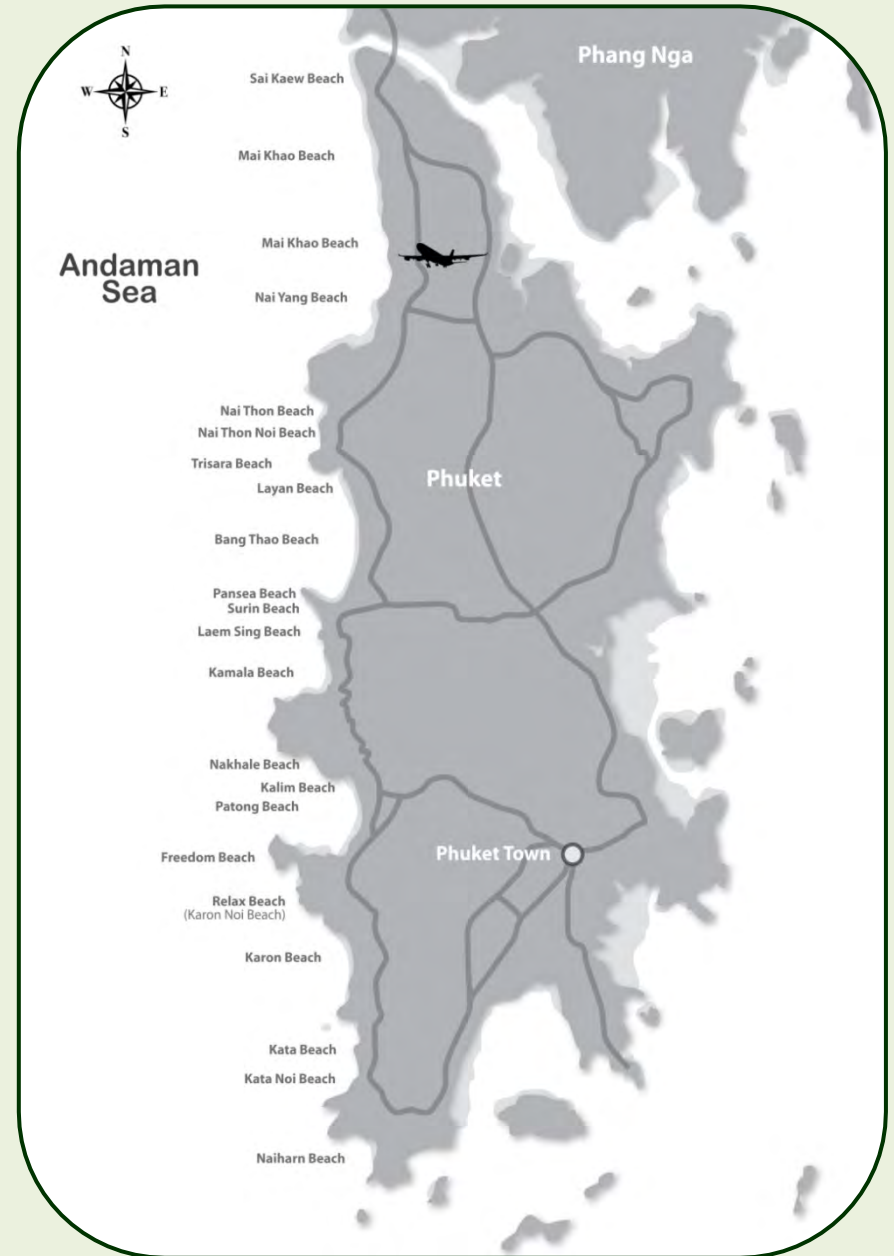 N
W
E
S
Phang Nga
Sai Kaew Beach
Mai Khao Beach
Mai Khao Beach
Andaman
Sea
Nai Yang Beach
Nai Thon Beach
Nai Thon Noi Beach
Trisara Beach
Phuket
Layan Beach
Bang Thao Beach
Pansea Beach
Surin Beach
Laem Sing Beach
Kamala Beach
Nakhale Beach
Kalim Beach
Patong Beach
Phuket Town
Freedom Beach
Relax Beach
(Karon Noi Beach)
Karon Beach
Kata Beach
Kata Noi Beach
Naiharn Beach